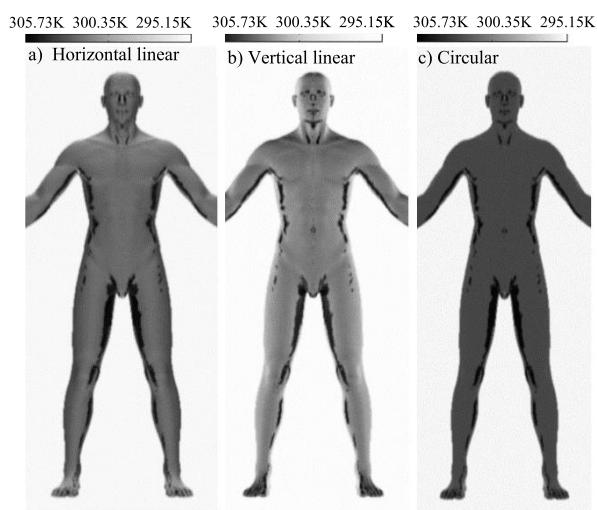 305.73K 300.35K 295.15K
a) Horizontal linear
305.73K 300.35K 295.15K
b) Vertical linear
305.73K 300.35K 295.15K
c) Circular